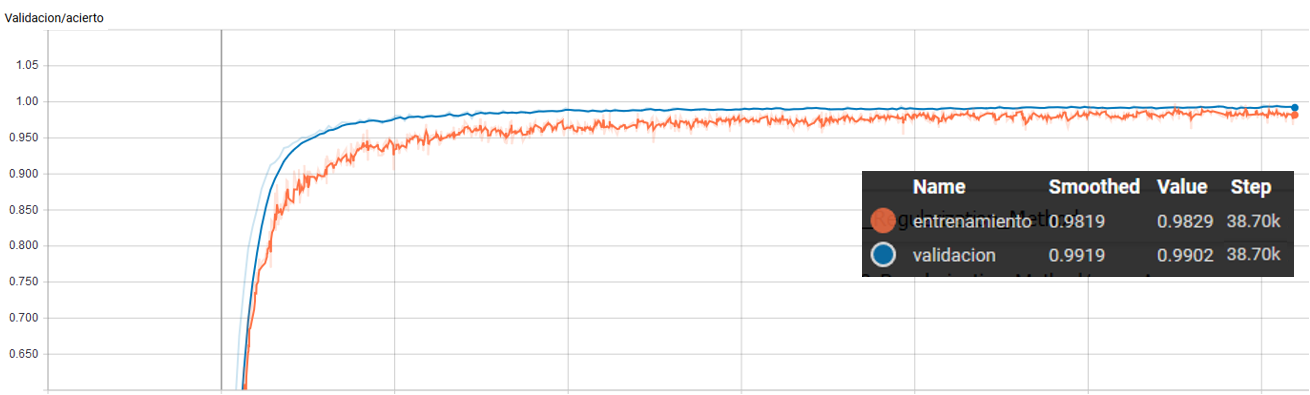 Validacion/acierto
1.05
1.00
0.950
0.900
0.850
0.800
0.750
0.700
0.650
Name Smoothed Value Step
entrenamiento 0.9819 0.9829 38.70k
validacion 0.9919 0.9902 38.70k